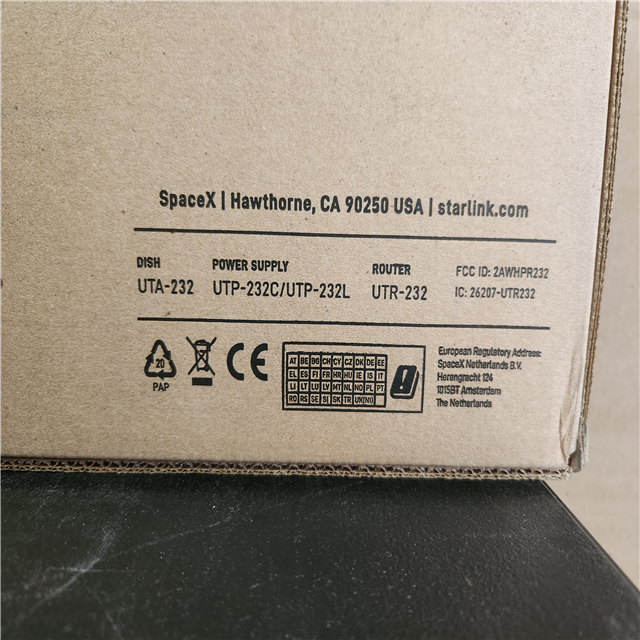 SpaceX | Hawthorne, CA 90250 USA | starlink.com
DISH
UTA-232
POWER SUPPLY
UTP-232C/UTP-232L
ROUTER
UTR-232
FCC ID: 2AWHPR232
IC: 26207-UTR232
20
PAP
CE
AT BE BG CH CY CZ DK DE EE
EL ES FI FR HR HU IE IS IT
LI LT LU LV MT NL NO PL PT
RO RS SE SI SK TR UK(NI)
European Regulatory Address:
SpaceX Netherlands B.V.
Herengracht 124
1015BT Amsterdam
The Netherlands